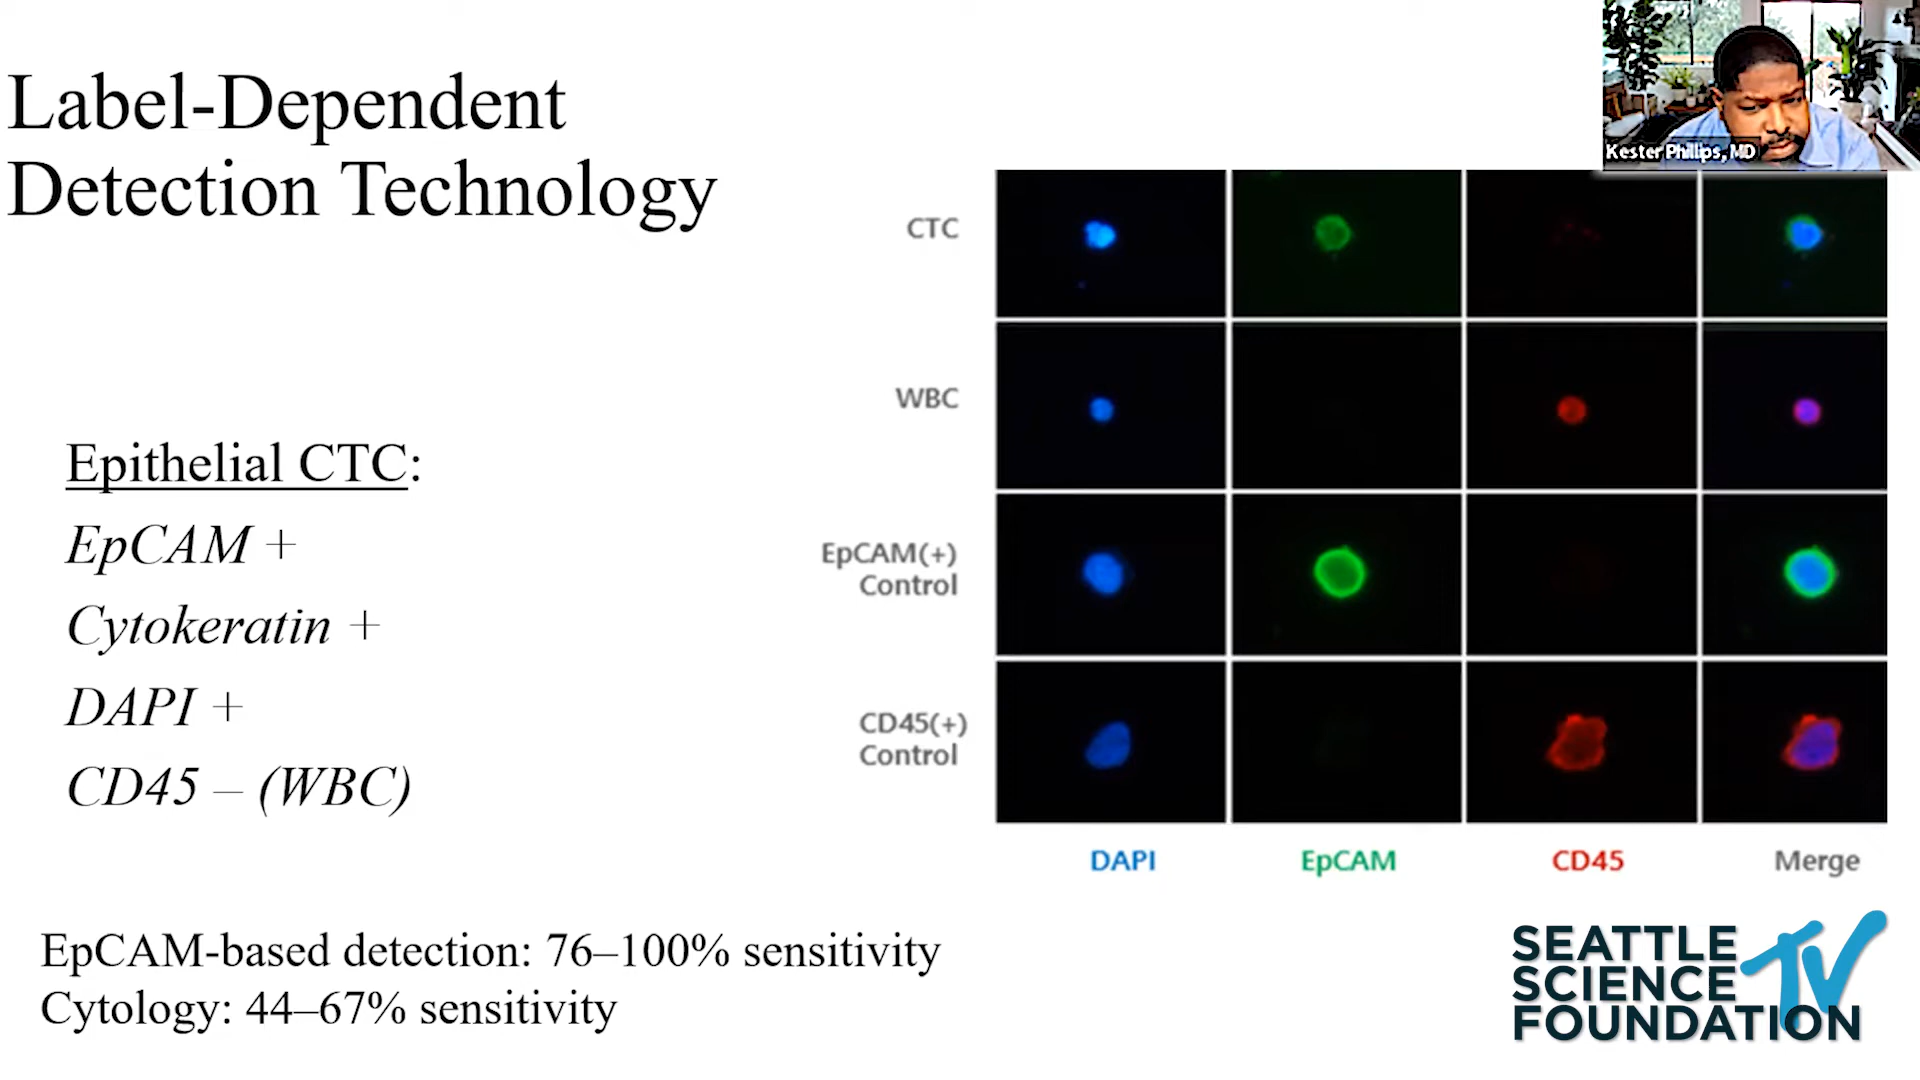 Label-Dependent
Detection Technology
Kester Phillips, MD
Epithelial CTC:
EpCAM +
Cytokeratin +
DAPI +
CD45 – (WBC)
CTC
WBC
EpCAM(+)
Control
CD45(+)
Control
DAPI EpCAM CD45 Merge
EpCAM-based detection: 76–100% sensitivity
Cytology: 44–67% sensitivity
SEATTLE
SCIENCE
FOUNDATION
TV